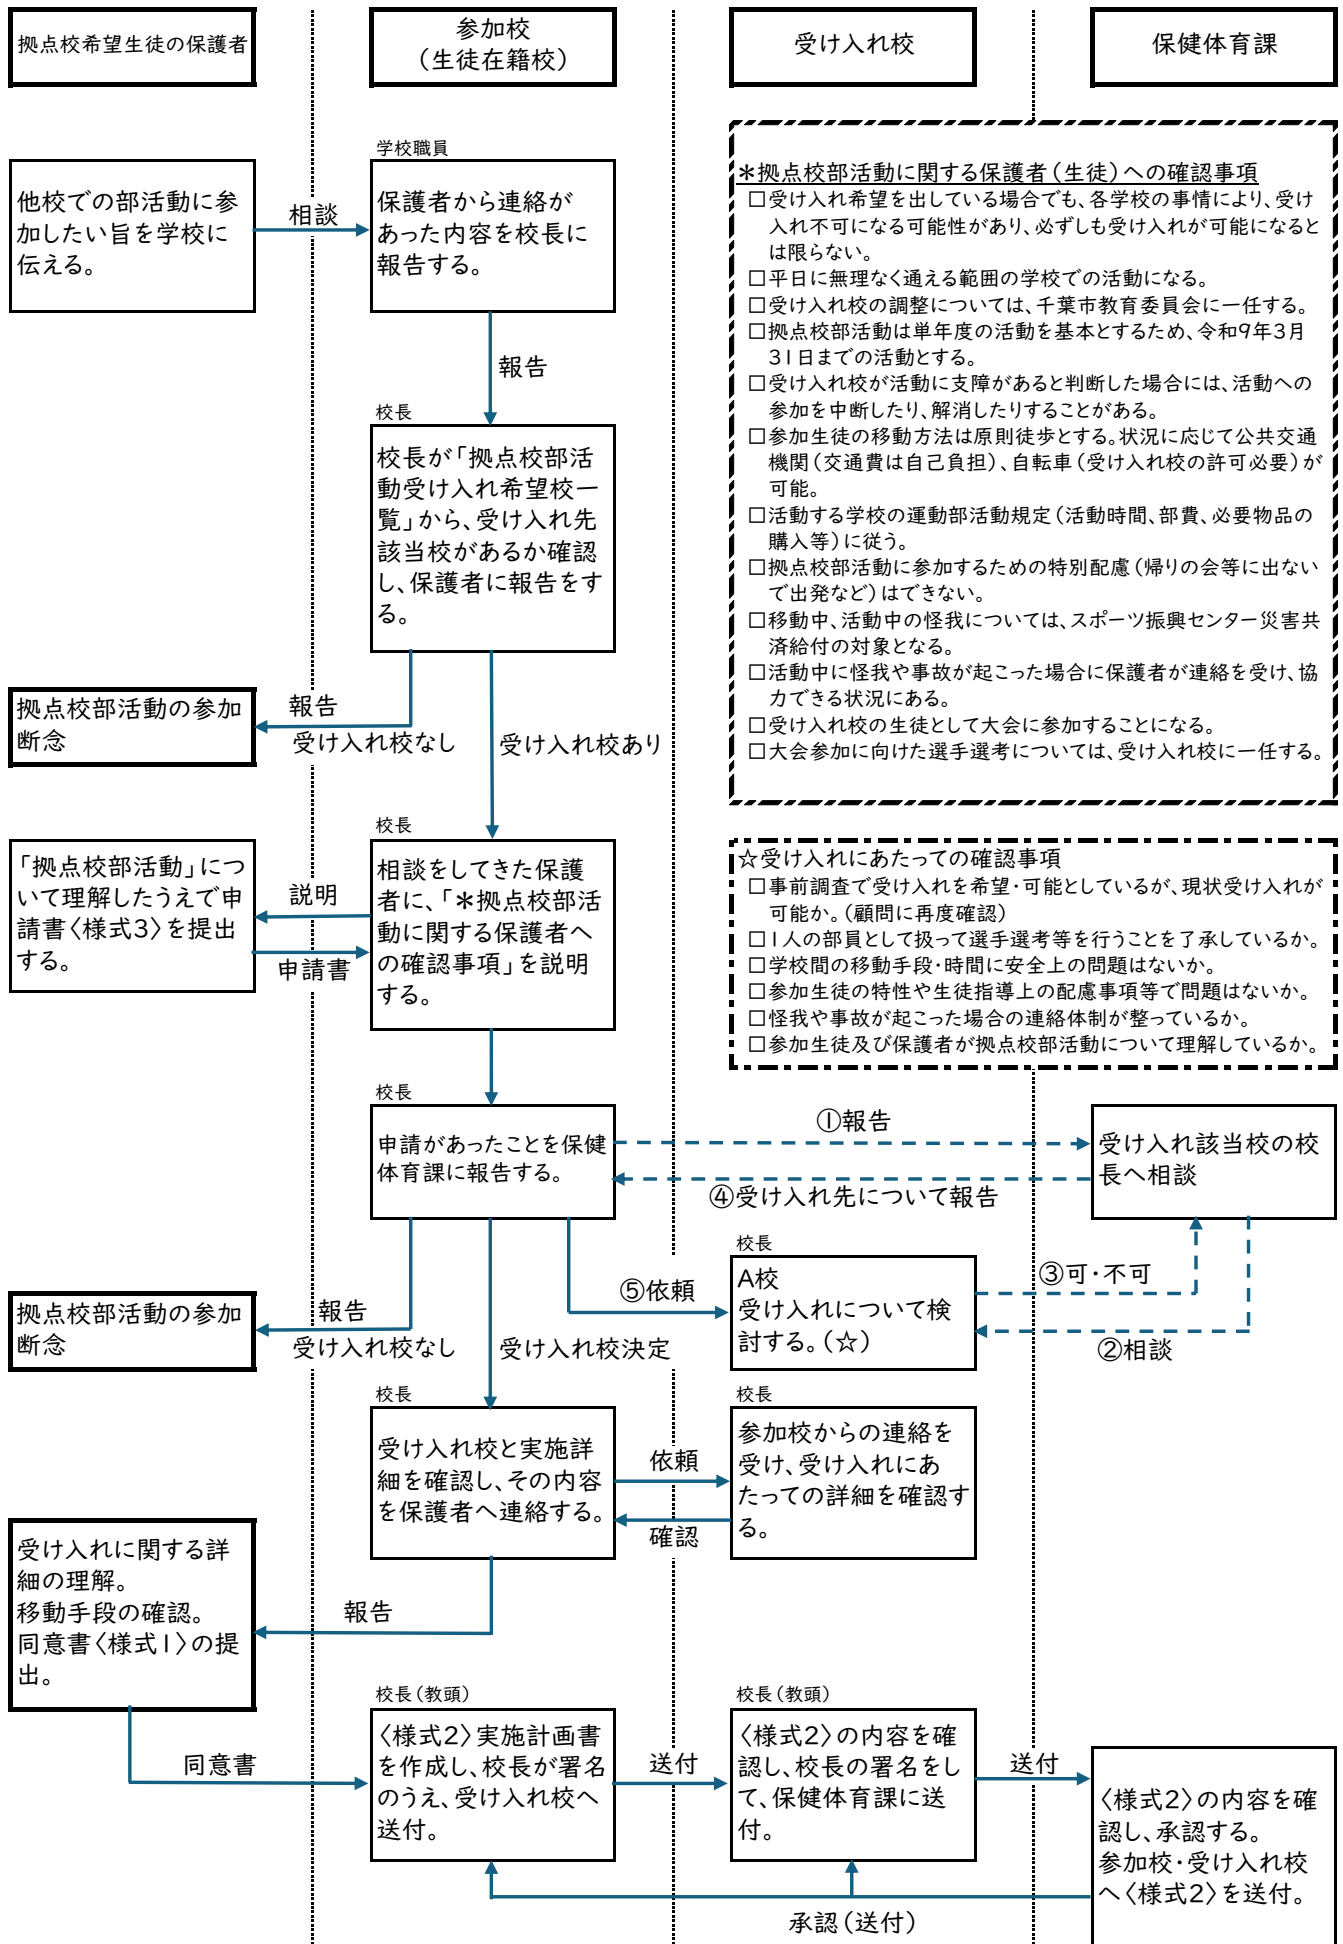 拠点校希望生徒の保護者
参加校
（生徒在籍校）
受け入れ校
保健体育課
他校での部活動に参
加したい旨を学校に
伝える。
相談
学校職員
保護者から連絡が
あった内容を校長に
報告する。
報告
校長
校長が「拠点校部活
動受け入れ希望校一
覧」から、受け入れ先
該当校があるか確認
し、保護者に報告をす
る。
＊拠点校部活動に関する保護者（生徒）への確認事項
□受け入れ希望を出している場合でも、各学校の事情により、受け
入れ不可になる可能性があり、必ずしも受け入れが可能になると
は限らない。
□平日に無理なく通える範囲の学校での活動になる。
□受け入れ校の調整については、千葉市教育委員会に一任する。
□拠点校部活動は単年度の活動を基本とするため、令和9年3月
31日までの活動とする。
□受け入れ校が活動に支障があると判断した場合には、活動への
参加を中断したり、解消したりすることがある。
□参加生徒の移動方法は原則徒歩とする。状況に応じて公共交通
機関（交通費は自己負担）、自転車（受け入れ校の許可必要）が
可能。
□活動する学校の運動部活動規定（活動時間、部費、必要物品の
購入等）に従う。
□拠点校部活動に参加するための特別配慮（帰りの会等に出ない
で出発など）はできない。
□移動中、活動中の怪我については、スポーツ振興センター災害共
済給付の対象となる。
□活動中に怪我や事故が起こった場合に保護者が連絡を受け、協
力できる状況にある。
□受け入れ校の生徒として大会に参加することになる。
□大会参加に向けた選手選考については、受け入れ校に一任する。
拠点校部活動の参加
断念
報告
受け入れ校なし
受け入れ校あり
「拠点校部活動」につ
いて理解したうえで申
請書〈様式3〉を提出
する。
説明
申請書
校長
相談をしてきた保護
者に、「＊拠点校部活
動に関する保護者へ
の確認事項」を説明
する。
☆受け入れにあたっての確認事項
□事前調査で受け入れを希望・可能としているが、現状受け入れが
可能か。（顧問に再度確認）
□1人の部員として扱って選手選考等を行うことを了承しているか。
□学校間の移動手段・時間に安全上の問題はないか。
□参加生徒の特性や生徒指導上の配慮事項等で問題はないか。
□怪我や事故が起こった場合の連絡体制が整っているか。
□参加生徒及び保護者が拠点校部活動について理解しているか。
校長
申請があったことを保健
体育課に報告する。
①報告
④受け入れ先について報告
受け入れ該当校の校
長へ相談
校長
A校
受け入れについて検
討する。（☆）
⑤依頼
③可・不可
②相談
拠点校部活動の参加
断念
報告
受け入れ校なし
受け入れ校決定
校長
受け入れ校と実施詳
細を確認し、その内容
を保護者へ連絡する。
依頼
確認
校長
参加校からの連絡を
受け、受け入れにあ
たっての詳細を確認す
る。
受け入れに関する詳
細の理解。
移動手段の確認。
同意書〈様式1〉の提
出。
報告
同意書
校長（教頭）
〈様式2〉実施計画書
を作成し、校長が署名
のうえ、受け入れ校へ
送付。
送付
校長（教頭）
〈様式2〉の内容を確
認し、校長の署名をし
て、保健体育課に送
付。
送付
〈様式2〉の内容を確
認し、承認する。
参加校・受け入れ校
へ〈様式2〉を送付。
承認（送付）